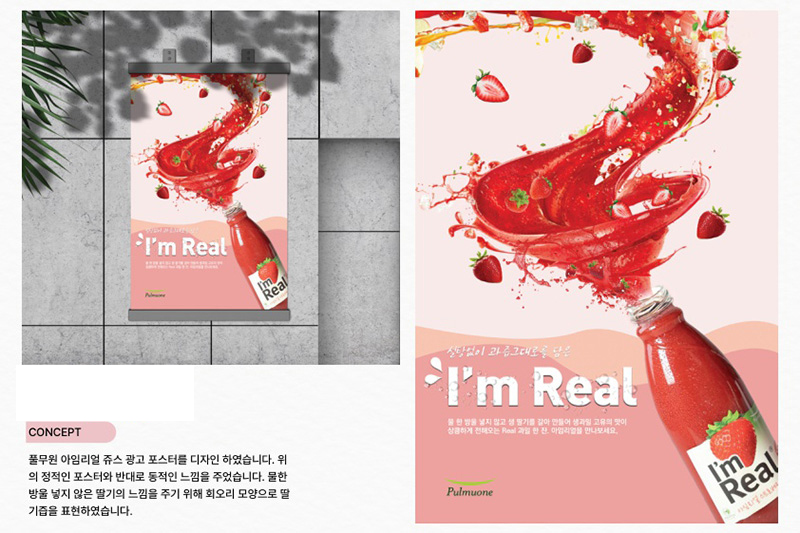 I'm Real
Pulmuone
I'm
Real
CONCEPT
풀무원 아임리얼 쥬스 광고 포스터를 디자인 하였습니다. 위
의 정적인 포스터와 반대로 동적인 느낌을 주었습니다. 물한
방울 넣지 않은 딸기의 느낌을 주기 위해 회오리 모양으로 딸
기즙을 표현하였습니다.
설탕없이 과즙그대로를 담은
I'm Real
물 한 방울 넣지 않고 생 딸기를 갈아 만들어 생과일 고유의 맛이
상큼하게 전해오는 Real 과일 한 잔, 아임리얼을 만나보세요.
Pulmuone
I'm
Real